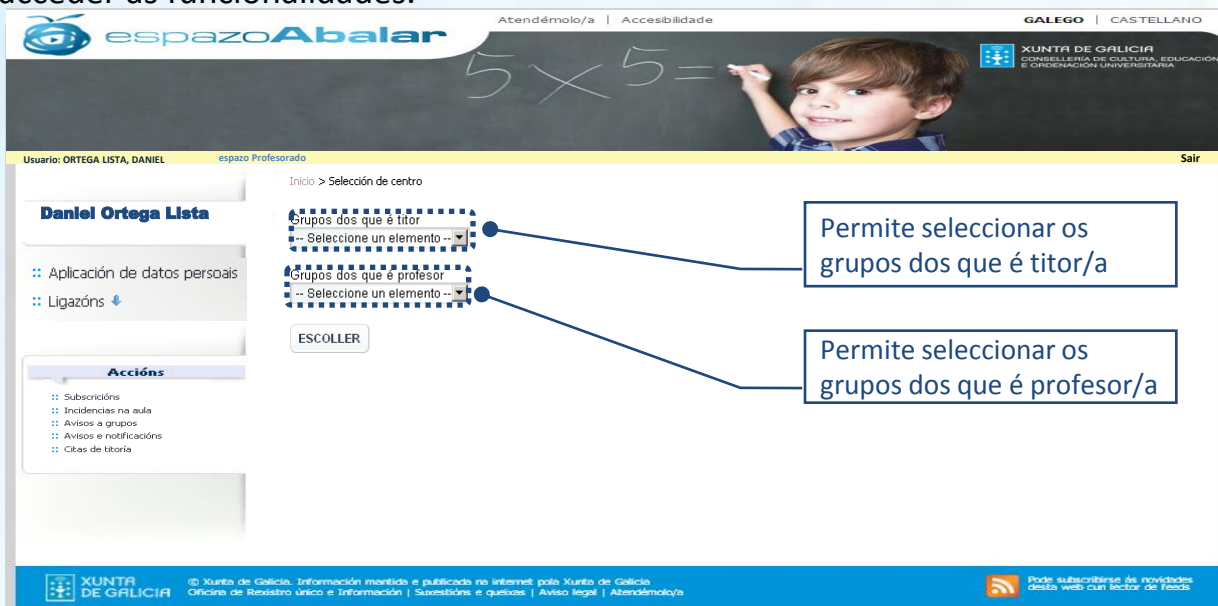 acceder ás funcionalidades.
espazoAbalar
Atendémolo/a | Accesibilidade
GALEGO | CASTELLANO
5x5=
XUNTA DE GALICIA
CONSELLERÍA DE CULTURA, EDUCACIÓN
E ORDENACIÓN UNIVERSITARIA
Usuario: ORTEGA LISTA, DANIEL
espazo Profesorado
Sair
Inicio > Selección de centro
Daniel Ortega Lista
Grupos dos que é titor
-- Seleccione un elemento --
Permite seleccionar os
grupos dos que é titor/a
:: Aplicación de datos persoais
:: Ligazóns
Grupos dos que é profesor
-- Seleccione un elemento --
ESCOLLER
Permite seleccionar os
grupos dos que é profesor/a
Accións
:: Subscricións
:: Incidencias na aula
:: Avisos a grupos
:: Avisos e notificacións
:: Citas de titoría
XUNTA
DE GALICIA
© Xunta de Galicia. Información mantida e publicada na internet pola Xunta de Galicia
Oficina de Rexistro único e Información | Suxestións e queixas | Aviso legal | Atendémolo/a
Pode subscribirse ás novidades
desta web cun lector de feeds